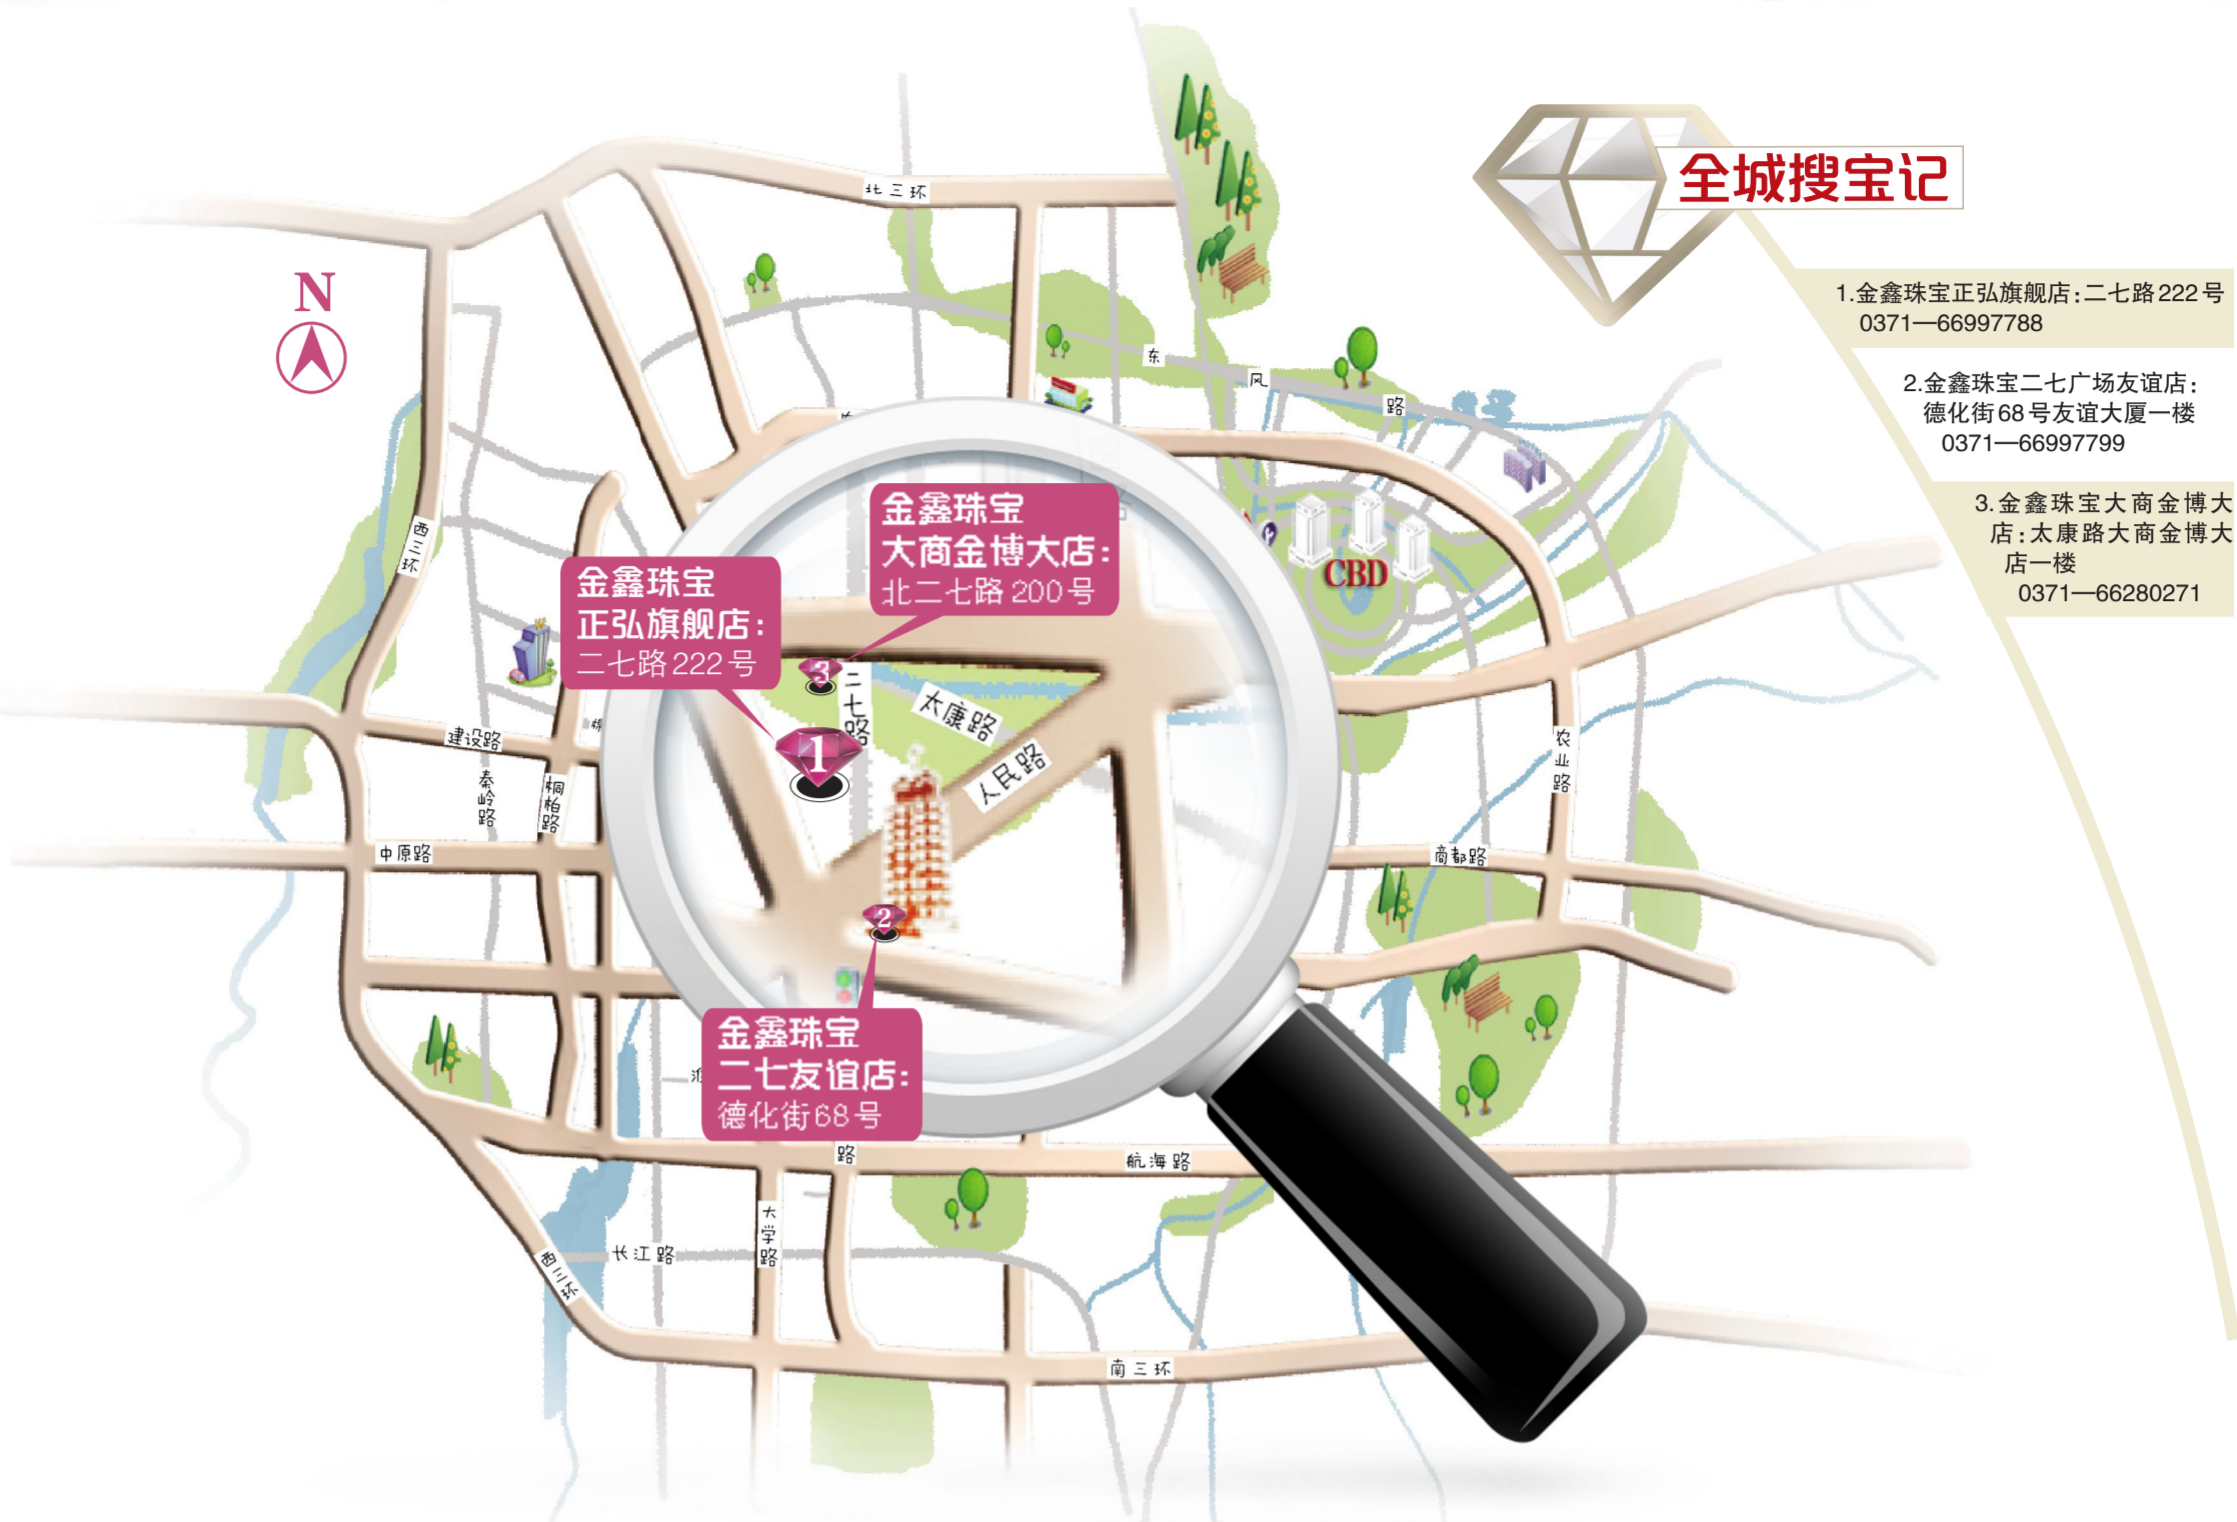 全城搜宝记
1.金鑫珠宝正弘旗舰店:二七路222号
0371—66997788
2.金鑫珠宝二七广场友谊店:
德化街68号友谊大厦一楼
0371—66997799
3.金鑫珠宝大商金博大
店:太康路大商金博大
店一楼
0371—66280271
N
北三环
东
风
路
西三环
CBD
金鑫珠宝
大商金博大店:
北二七路200号
金鑫珠宝
正弘旗舰店:
二七路222号
3
二七路
太康路
1
人民路
建设路
秦岭路
桐柏路
农业路
中原路
商都路
2
金鑫珠宝
二七友谊店:
德化街68号
路
航海路
大学路
长江路
西三环
南三环